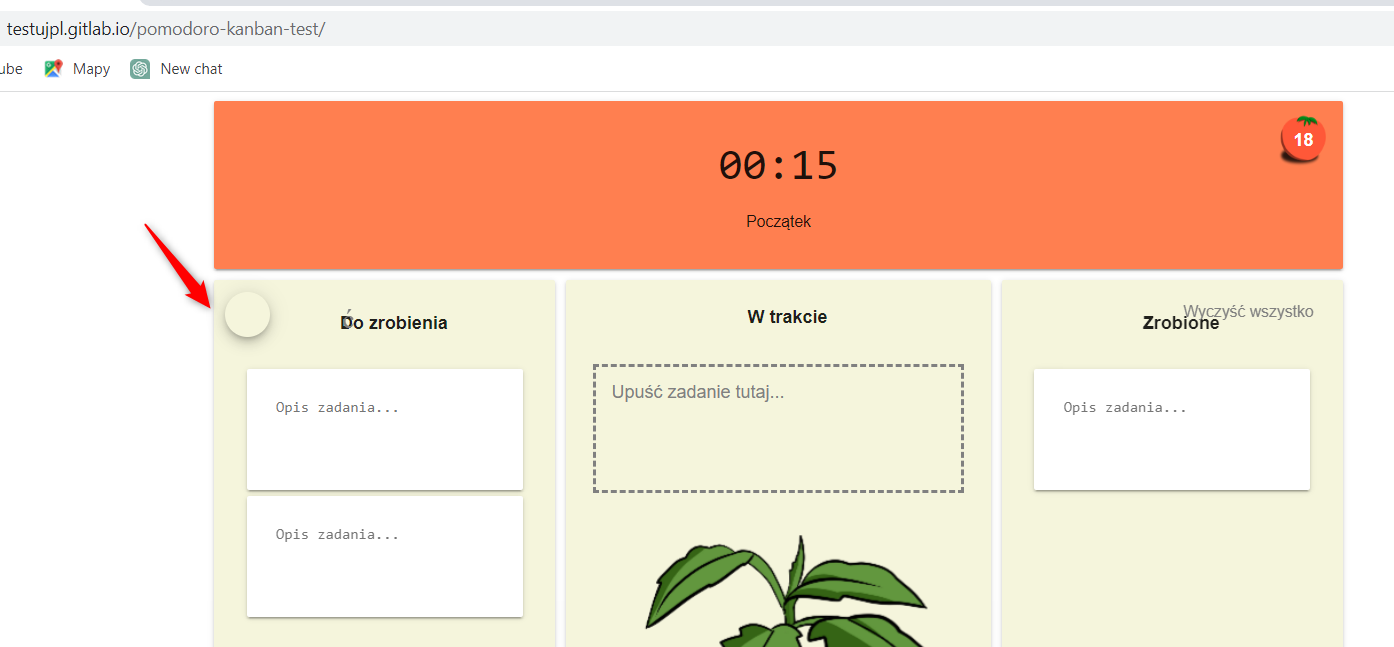 testujpl.gitlab.io/pomodoro-kanban-test/
ube Mapy New chat
18
00:15
Początek
Do zrobienia
W trakcie
Wyczyść wszystko
Zrobione
Opis zadania...
Upuść zadanie tutaj...
Opis zadania...
Opis zadania...